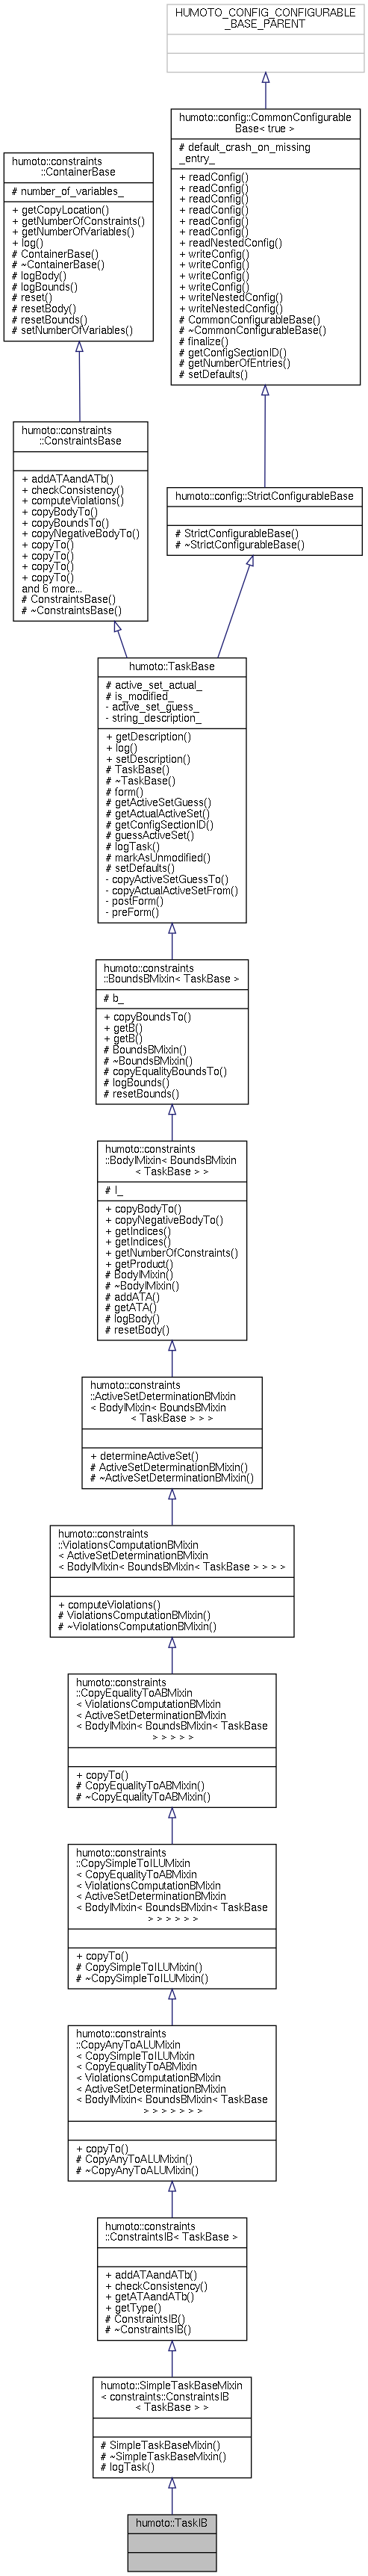 HUMOTO_CONFIG_CONFIGURABLE
_BASE_PARENT
humoto::config::CommonConfigurable
Base< true >
# default_crash_on_missing
_entry_
+ readConfig()
+ readConfig()
+ readConfig()
+ readConfig()
+ readConfig()
+ readConfig()
+ readNestedConfig()
+ writeConfig()
+ writeConfig()
+ writeConfig()
+ writeConfig()
+ writeNestedConfig()
+ writeNestedConfig()
# CommonConfigurableBase()
# ~CommonConfigurableBase()
# finalize()
# getConfigSectionID()
# getNumberOfEntries()
# setDefaults()
humoto::constraints
::ContainerBase
# number_of_variables_
+ getCopyLocation()
+ getNumberOfConstraints()
+ getNumberOfVariables()
+ log()
# ContainerBase()
# ~ContainerBase()
# logBody()
# logBounds()
# reset()
# resetBody()
# resetBounds()
# setNumberOfVariables()
humoto::constraints
::ConstraintsBase
+ addATAandATb()
+ checkConsistency()
+ computeViolations()
+ copyBodyTo()
+ copyBoundsTo()
+ copyNegativeBodyTo()
+ copyTo()
+ copyTo()
+ copyTo()
+ copyTo()
and 6 more...
# ConstraintsBase()
# ~ConstraintsBase()
humoto::config::StrictConfigurableBase
# StrictConfigurableBase()
# ~StrictConfigurableBase()
humoto::TaskBase
# active_set_actual_
# is_modified_
- active_set_guess_
- string_description_
+ getDescription()
+ log()
+ setDescription()
# TaskBase()
# ~TaskBase()
# form()
# getActiveSetGuess()
# getActualActiveSet()
# getConfigSectionID()
# guessActiveSet()
# logTask()
# markAsUnmodified()
# setDefaults()
- copyActiveSetGuessTo()
- copyActualActiveSetFrom()
- postForm()
- preForm()
humoto::constraints
::BoundsBMixin< TaskBase >
# b_
+ copyBoundsTo()
+ getB()
+ getB()
# BoundsBMixin()
# ~BoundsBMixin()
# copyEqualityBoundsTo()
# logBounds()
# resetBounds()
humoto::constraints
::BodyIMixin< BoundsBMixin
< TaskBase > >
# I_
+ copyBodyTo()
+ copyNegativeBodyTo()
+ getIndices()
+ getIndices()
+ getNumberOfConstraints()
+ getProduct()
# BodyIMixin()
# ~BodyIMixin()
# addATA()
# getATA()
# logBody()
# resetBody()
humoto::constraints
::ActiveSetDeterminationBMixin
< BodyIMixin< BoundsBMixin
< TaskBase > > >
+ determineActiveSet()
# ActiveSetDeterminationBMixin()
# ~ActiveSetDeterminationBMixin()
humoto::constraints
::ViolationsComputationBMixin
< ActiveSetDeterminationBMixin
< BodyIMixin< BoundsBMixin< TaskBase > > > >
+ computeViolations()
# ViolationsComputationBMixin()
# ~ViolationsComputationBMixin()
humoto::constraints
::CopyEqualityToABMixin
< ViolationsComputationBMixin
< ActiveSetDeterminationBMixin
< BodyIMixin< BoundsBMixin< TaskBase
> > > > >
+ copyTo()
# CopyEqualityToABMixin()
# ~CopyEqualityToABMixin()
humoto::constraints
::CopySimpleToILUMixin
< CopyEqualityToABMixin
< ViolationsComputationBMixin
< ActiveSetDeterminationBMixin
< BodyIMixin< BoundsBMixin< TaskBase
> > > > > >
+ copyTo()
# CopySimpleToILUMixin()
# ~CopySimpleToILUMixin()
humoto::constraints
::CopyAnyToALUMixin
< CopySimpleToILUMixin
< CopyEqualityToABMixin
< ViolationsComputationBMixin
< ActiveSetDeterminationBMixin
< BodyIMixin< BoundsBMixin< TaskBase
> > > > > > >
+ copyTo()
# CopyAnyToALUMixin()
# ~CopyAnyToALUMixin()
humoto::constraints
::ConstraintsIB< TaskBase >
+ addATAandATb()
+ checkConsistency()
+ getATAandATb()
+ getType()
# ConstraintsIB()
# ~ConstraintsIB()
humoto::SimpleTaskBaseMixin
< constraints::ConstraintsIB
< TaskBase > >
# SimpleTaskBaseMixin()
# ~SimpleTaskBaseMixin()
# logTask()
humoto::TaskIB